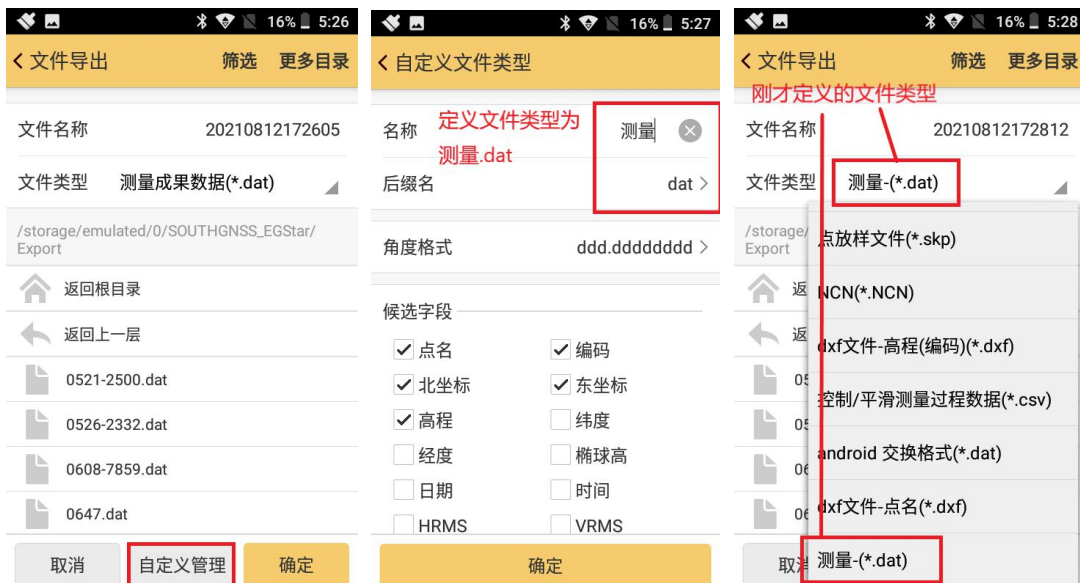 16% 5:26
文件导出 筛选 更多目录
文件名称 20210812172605
文件类型 测量成果数据(*.dat)
/storage/emulated/0/SOUTHGNSS_EGStar/
Export
返回根目录
返回上一层
0521-2500.dat
0526-2332.dat
0608-7859.dat
0647.dat
取消 自定义管理 确定
16% 5:27
自定义文件类型
名称 测量
定义文件类型为
测量.dat
后缀名 dat
角度格式 ddd.dddddddd
候选字段
点名 编码
北坐标 东坐标
高程 纬度
经度 椭球高
日期 时间
HRMS VRMS
确定
16% 5:28
文件导出 筛选 更多目录
刚才定义的文件类型
文件名称 20210812172812
文件类型 测量-(*.dat)
/storage/
Export
点放样文件(*.skp)
返 NCN(*.NCN)
返 dxf文件-高程(编码)(*.dxf)
05 控制/平滑测量过程数据(*.csv)
05
06 android 交换格式(*.dat)
06 dxf文件-点名(*.dxf)
取消 测量-(*.dat)